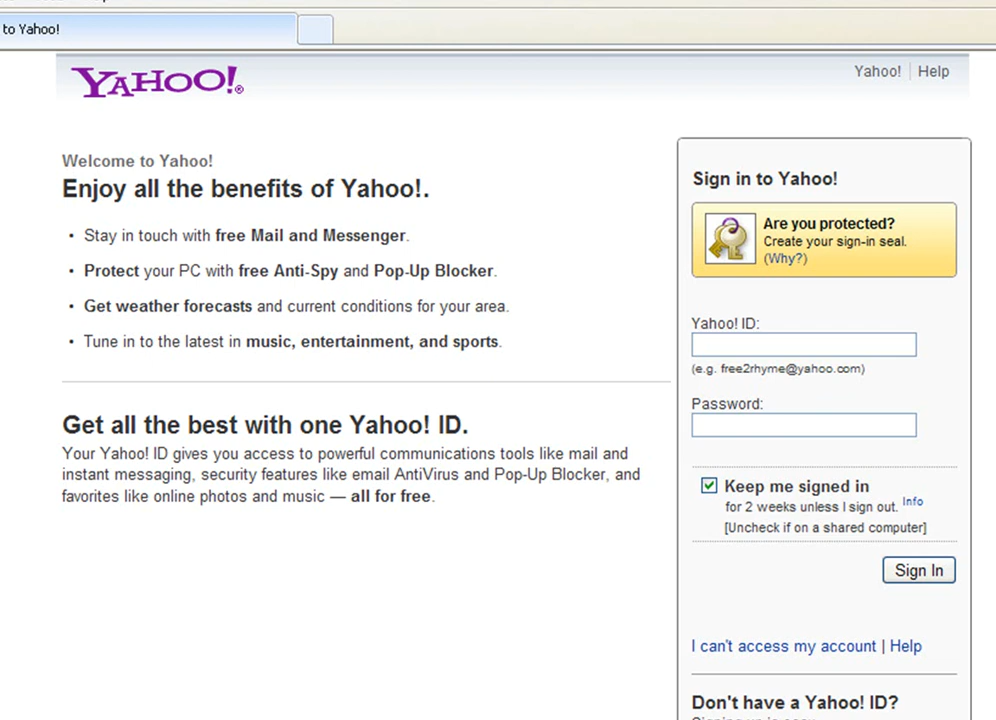 to Yahoo!
YAHOO!®
Yahoo! | Help
Welcome to Yahoo!
Enjoy all the benefits of Yahoo!.
• Stay in touch with free Mail and Messenger.
• Protect your PC with free Anti-Spy and Pop-Up Blocker.
• Get weather forecasts and current conditions for your area.
• Tune in to the latest in music, entertainment, and sports.
Get all the best with one Yahoo! ID.
Your Yahoo! ID gives you access to powerful communications tools like mail and
instant messaging, security features like email AntiVirus and Pop-Up Blocker, and
favorites like online photos and music — all for free.
Sign in to Yahoo!
Are you protected?
Create your sign-in seal.
(Why?)
Yahoo! ID:
(e.g. free2rhyme@yahoo.com)
Password:
Keep me signed in
for 2 weeks unless I sign out. Info
[Uncheck if on a shared computer]
Sign In
I can't access my account | Help
Don't have a Yahoo! ID?